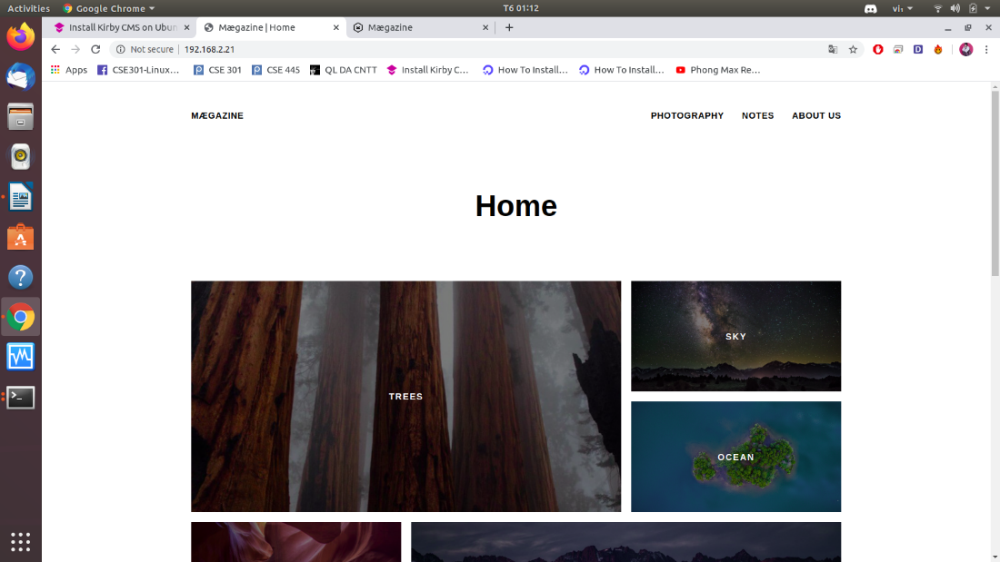 Activities Google Chrome T6 01:12 vi₁
Install Kirby CMS on Ubun Mægazine | Home Mægazine
Not secure 192.168.2.21
Apps CSE301-Linux... CSE 301 CSE 445 QL DA CNTT Install Kirby C... How To Install... How To Install... Phong Max Re...
MÆGAZINE PHOTOGRAPHY NOTES ABOUT US
Home
TREES
SKY
OCEAN